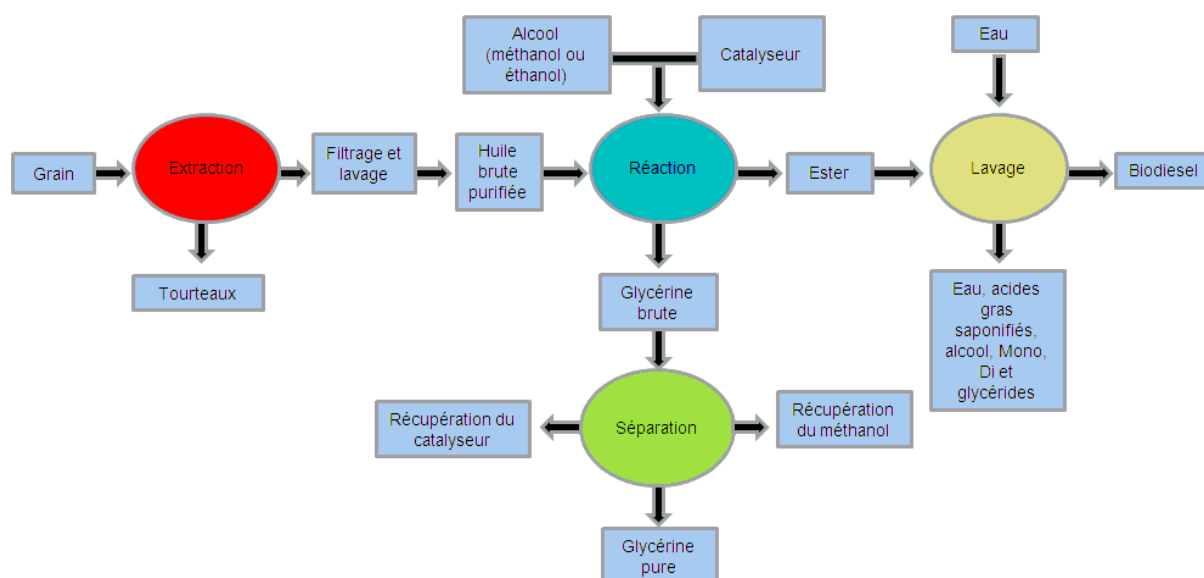 Alcool
(méthanol ou
éthanol)
Catalyseur
Eau
Grain
Extraction
Filtrage et
lavage
Huile
brute
purifiée
Réaction
Ester
Lavage
Biodiesel
Tourteaux
Glycérine
brute
Eau, acides
gras
saponifiés,
alcool, Mono,
Di et
glycérides
Récupération du
catalyseur
Séparation
Récupération
du méthanol
Glycérine
pure